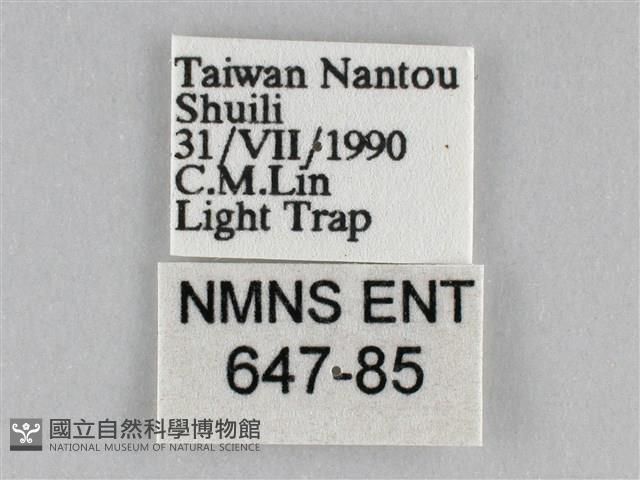 Taiwan Nantou
Shuili
31/VII/1990
C.M.Lin
Light Trap
NMNS ENT
647-85
國立自然科學博物館
NATIONAL MUSEUM OF NATURAL SCIENCE